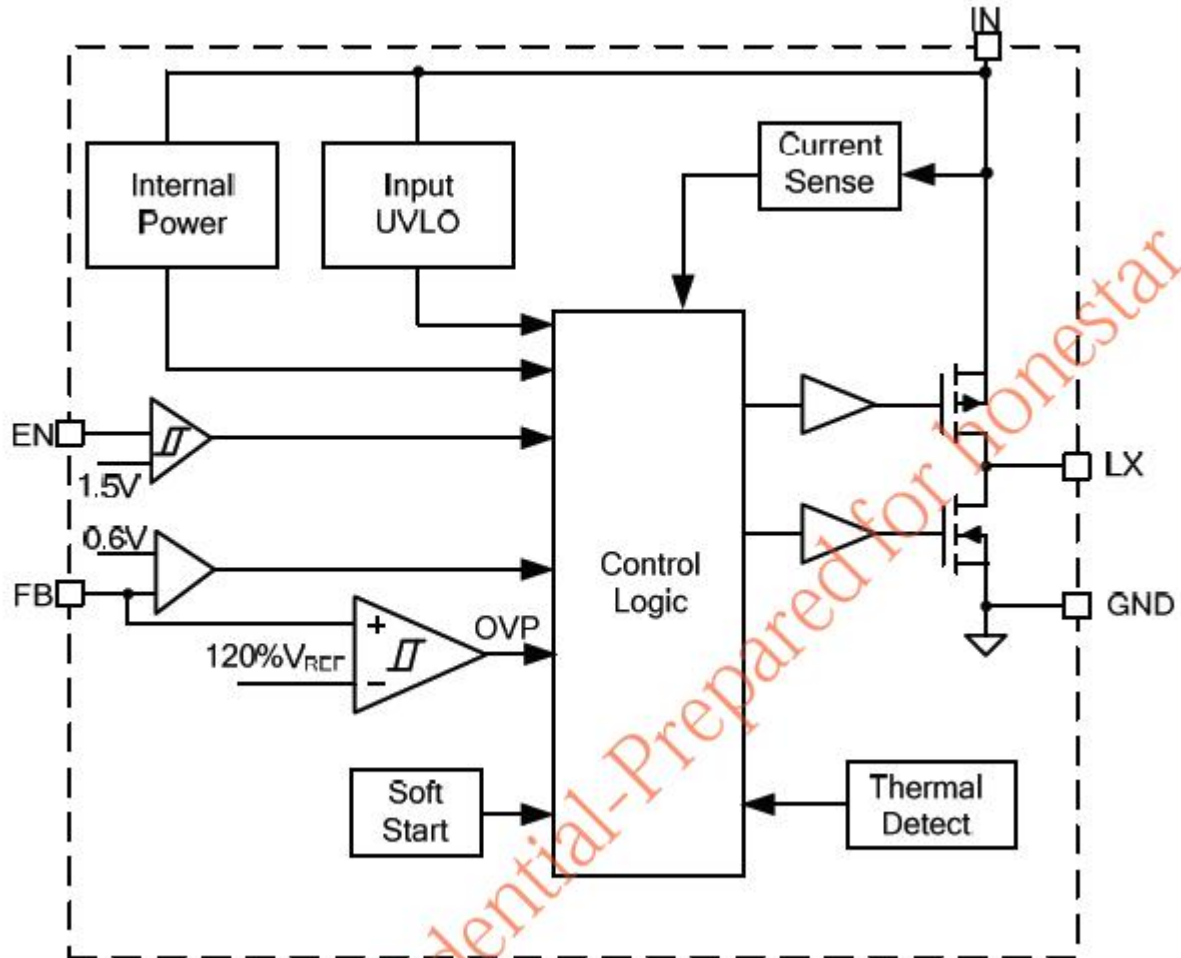 IN
Current
Sense
Internal
Power
Input
UVLO
EN
1.5V
0.6V
FB
120%VREF
+
−
OVP
Control
Logic
LX
GND
Soft
Start
Thermal
Detect
dential-Prepared for honestar